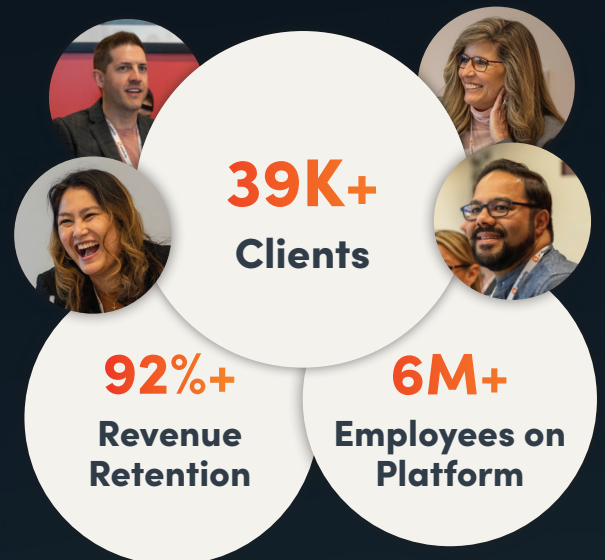 39K+
Clients
92%+
Revenue
Retention
6M+
Employees on
Platform